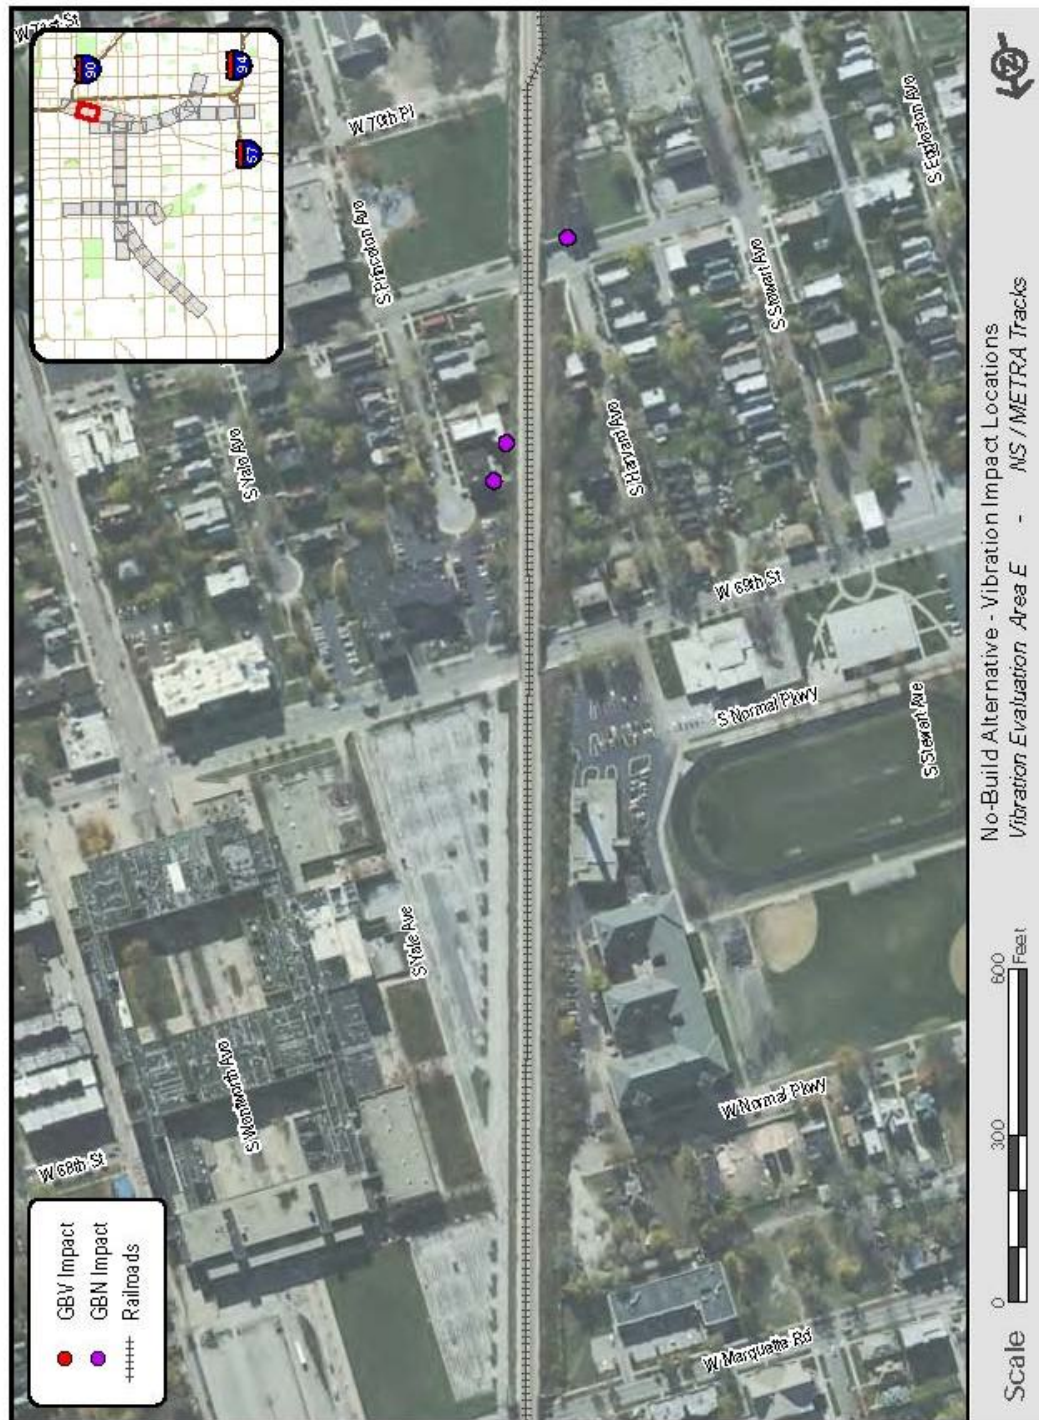 W 71st St
90
94
57
W 70th Pl
S Princeton Ave
S Yale Ave
S Eggleston Ave
S Stewart Ave
S Harvard Ave
W 69th St
S Normal Pkwy
S Stewart Ave
S Yale Ave
S Wentworth Ave
W 68th St
W Normal Pkwy
W Marquette Rd
GBV Impact
GBN Impact
Railroads
Scale
0 300 600
Feet
No-Build Alternative - Vibration Impact Locations
Vibration Evaluation Area E - NS / METRA Tracks
N